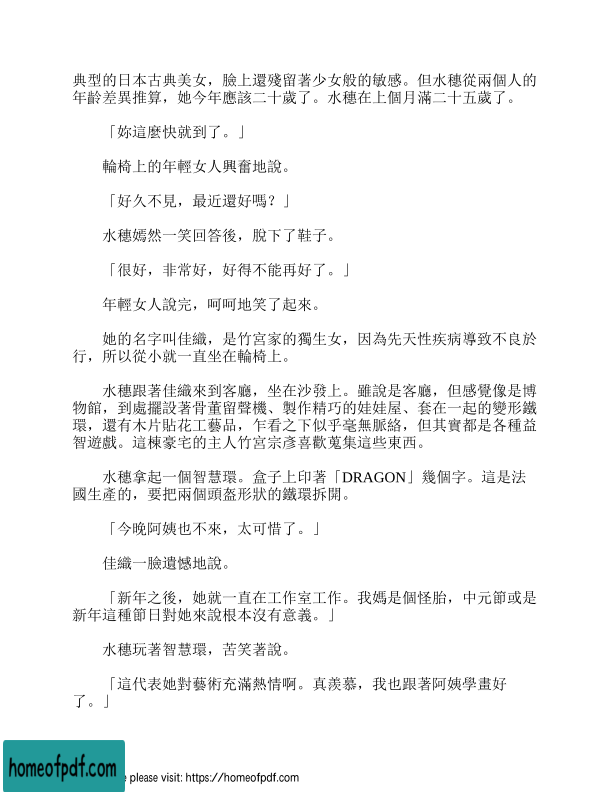 典型的日本古典美女，臉上還殘留著少女般的敏感。但水穗從兩個人的
年齡差異推算，她今年應該二十歲了。水穗在上個月滿二十五歲了。
「妳這麼快就到了。」
輪椅上的年輕女人興奮地說。
「好久不見，最近還好嗎？」
水穗嫣然一笑回答後，脫下了鞋子。
「很好，非常好，好得不能再好了。」
年輕女人說完，呵呵地笑了起來。
她的名字叫佳織，是竹宮家的獨生女，因為先天性疾病導致不良於
行，所以從小就一直坐在輪椅上。
水穗跟著佳織來到客廳，坐在沙發上。雖說是客廳，但感覺像是博
物館，到處擺設著骨董留聲機、製作精巧的娃娃屋、套在一起的變形鐵
環，還有木片貼花工藝品，乍看之下似乎毫無脈絡，但其實都是各種益
智遊戲。這棟豪宅的主人竹宮宗彥喜歡蒐集這些東西。
水穗拿起一個智慧環。盒子上印著「DRAGON」幾個字。這是法
國生產的，要把兩個頭盔形狀的鐵環拆開。
「今晚阿姨也不來，太可惜了。」
佳織一臉遺憾地說。
「新年之後，她就一直在工作室工作。我媽是個怪胎，中元節或是
新年這種節日對她來說根本沒有意義。」
水穗玩著智慧環，苦笑著說。
「這代表她對藝術充滿熱情啊。真羨慕，我也跟著阿姨學畫好
了。」
homeofpdf.com
e please visit: https://homeofpdf.com